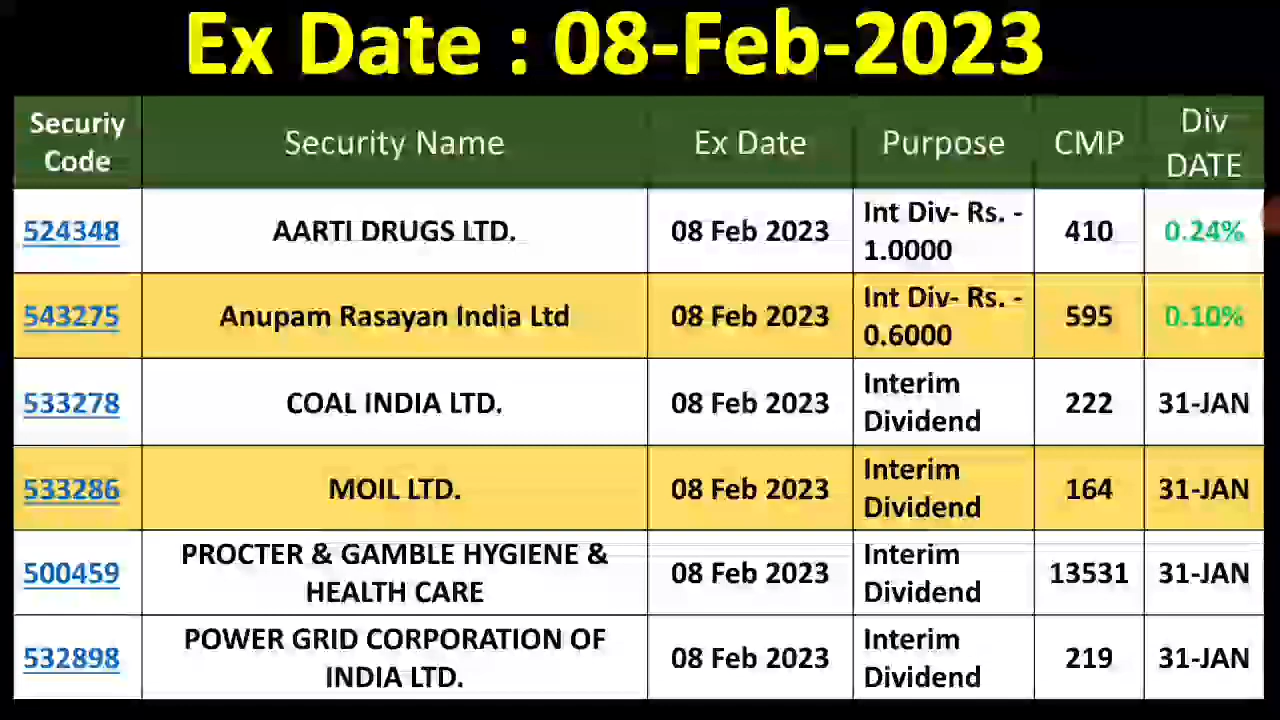 Ex Date : 08-Feb-2023
Securiy Code Security Name Ex Date Purpose CMP Div DATE
524348 AARTI DRUGS LTD. 08 Feb 2023 Int Div- Rs. - 1.0000 410 0.24%
543275 Anupam Rasayan India Ltd 08 Feb 2023 Int Div- Rs. - 0.6000 595 0.10%
533278 COAL INDIA LTD. 08 Feb 2023 Interim Dividend 222 31-JAN
533286 MOIL LTD. 08 Feb 2023 Interim Dividend 164 31-JAN
500459 PROCTER & GAMBLE HYGIENE & HEALTH CARE 08 Feb 2023 Interim Dividend 13531 31-JAN
532898 POWER GRID CORPORATION OF INDIA LTD. 08 Feb 2023 Interim Dividend 219 31-JAN